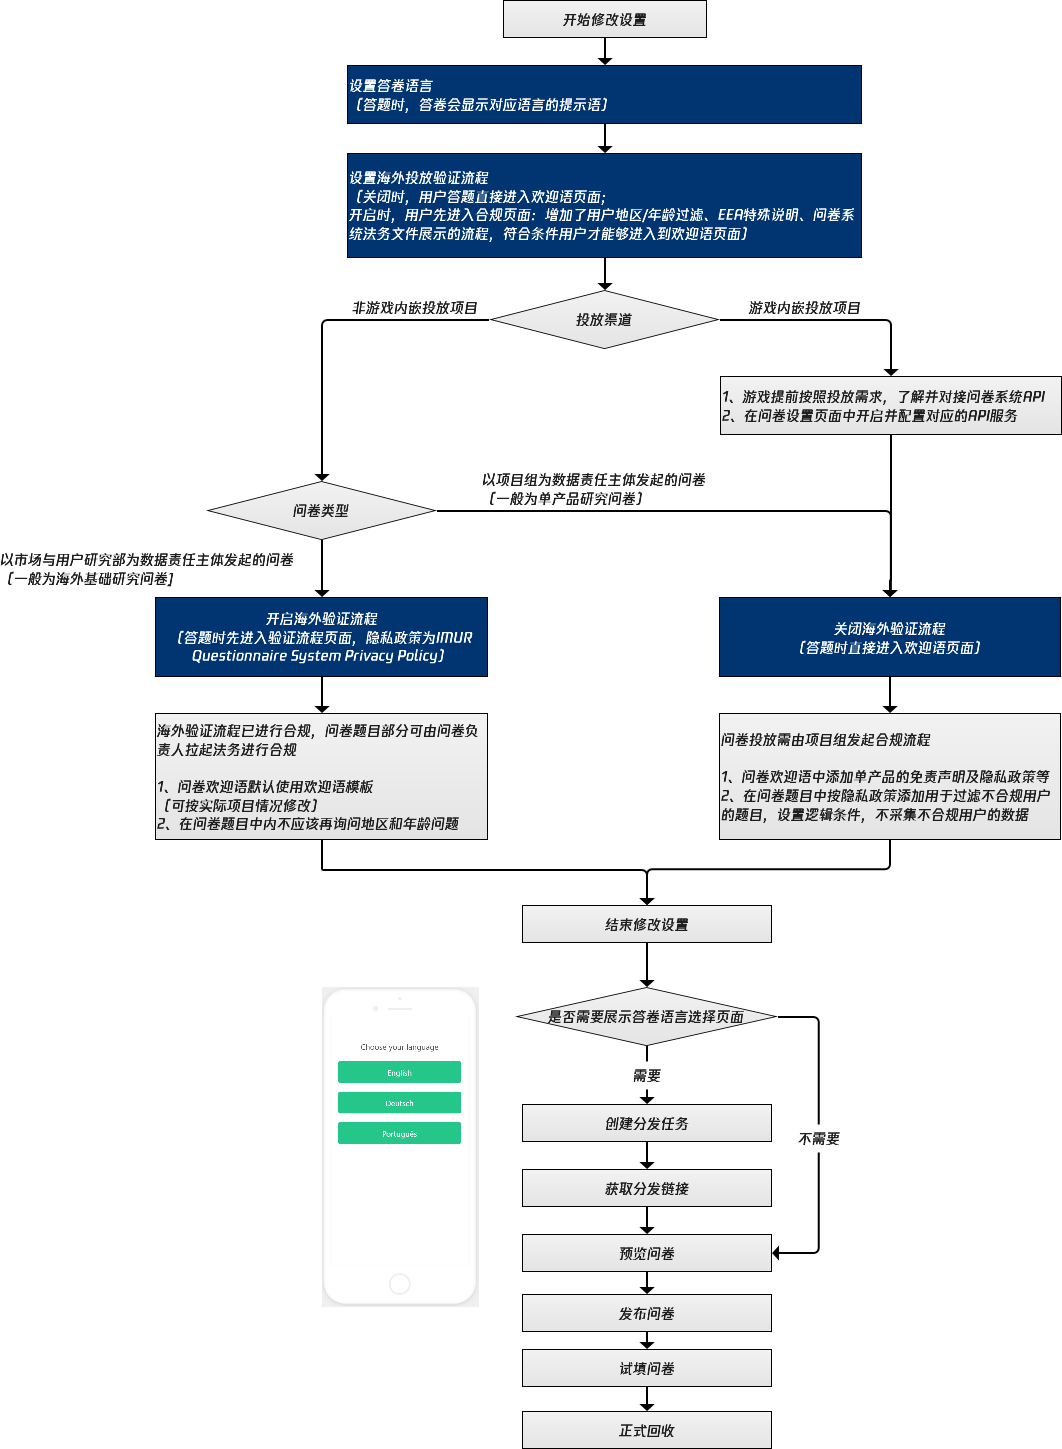 开始修改设置
设置答卷语言
（答题时，答卷会显示对应语言的提示语）
设置海外投放验证流程
（关闭时，用户答题直接进入欢迎语页面；
开启时，用户先进入合规页面：增加了用户地区/年龄过滤、EEA特殊说明、问卷系
统法务文件展示的流程，符合条件用户才能够进入到欢迎语页面）
非游戏内嵌投放项目
投放渠道
游戏内嵌投放项目
1、游戏提前按照投放需求，了解并对接问卷系统API
2、在问卷设置页面中开启并配置对应的API服务
以项目组为数据责任主体发起的问卷
（一般为单产品研究问卷）
问卷类型
以市场与用户研究部为数据责任主体发起的问卷
（一般为海外基础研究问卷）
开启海外验证流程
（答题时先进入验证流程页面，隐私政策为IMUR
Questionnaire System Privacy Policy）
关闭海外验证流程
（答题时直接进入欢迎语页面）
海外验证流程已进行合规，问卷题目部分可由问卷负
责人拉起法务进行合规
1、问卷欢迎语默认使用欢迎语模板
（可按实际项目情况修改）
2、在问卷题目中内不应该再询问地区和年龄问题
问卷投放需由项目组发起合规流程
1、问卷欢迎语中添加单产品的免责声明及隐私政策等
2、在问卷题目中按隐私政策添加用于过滤不合规用户
的题目，设置逻辑条件，不采集不合规用户的数据
结束修改设置
是否需要展示答卷语言选择页面
Choose your language
English
Deutsch
Português
需要
创建分发任务
不需要
获取分发链接
预览问卷
发布问卷
试填问卷
正式回收